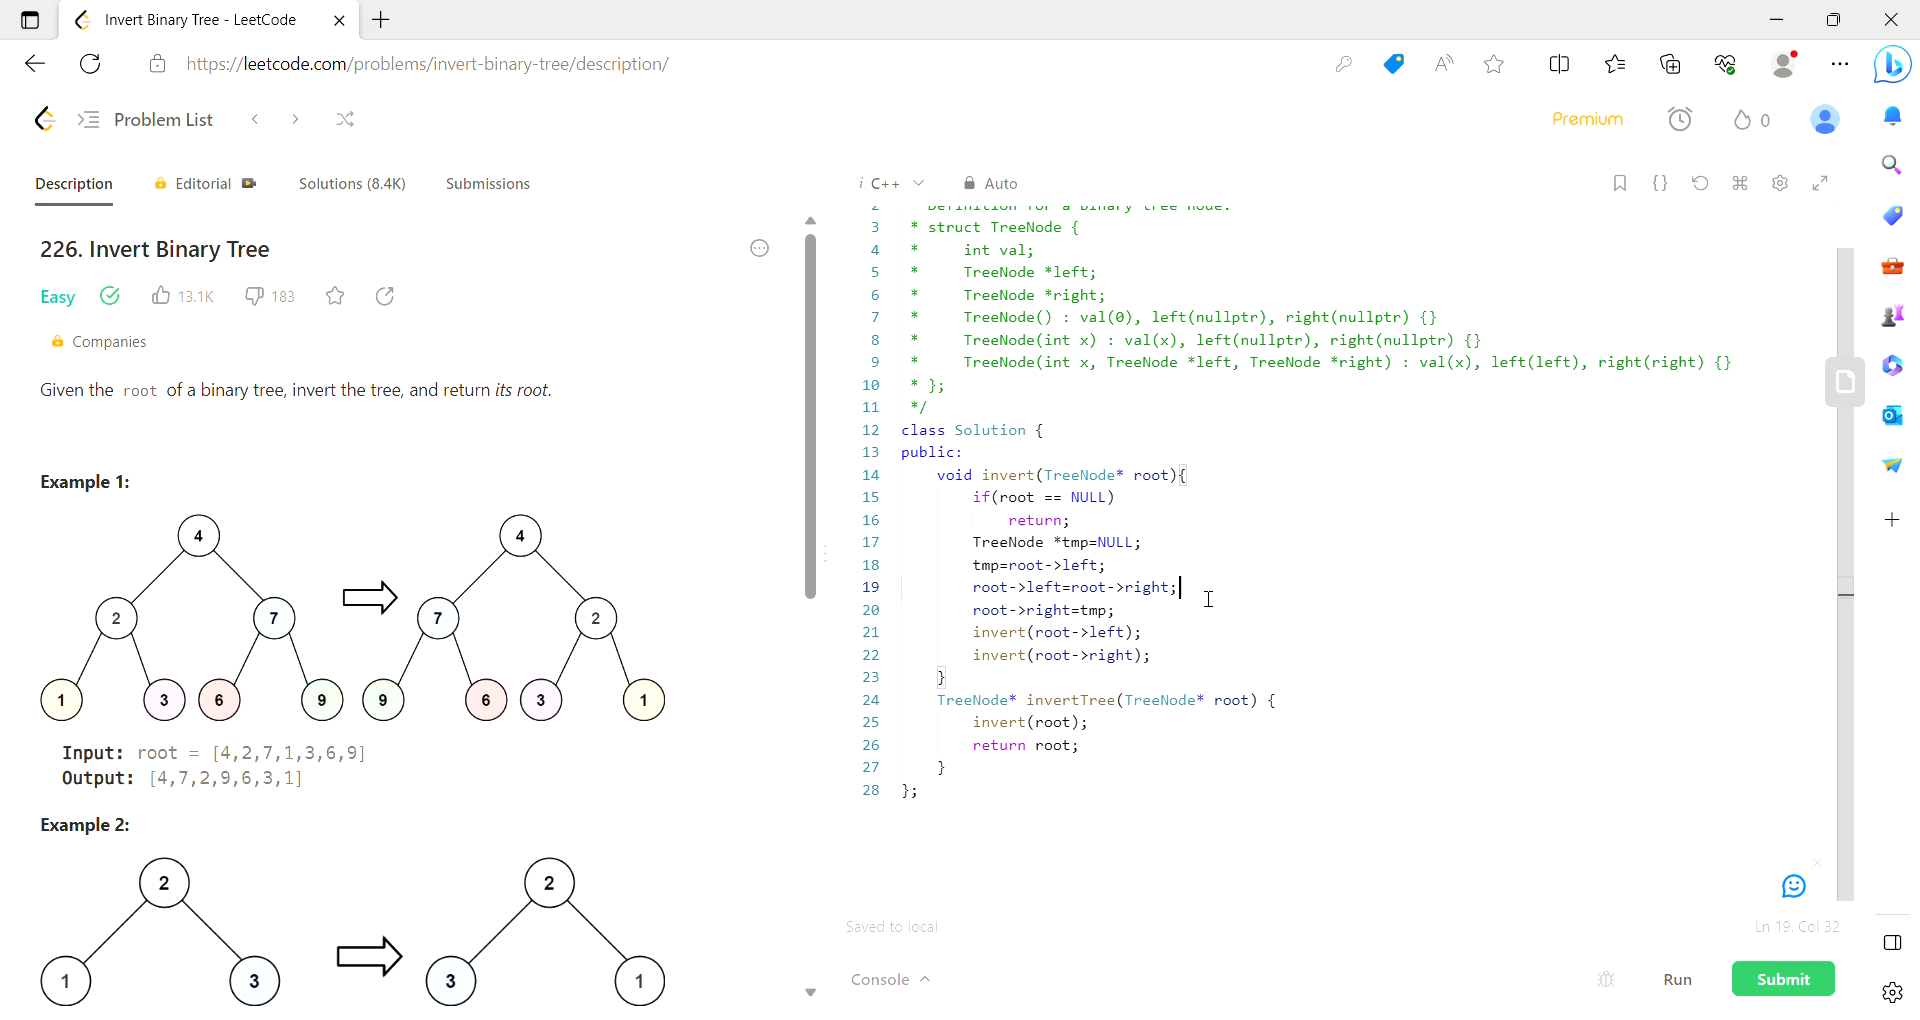 Invert Binary Tree - LeetCode
https://leetcode.com/problems/invert-binary-tree/description/
Problem List
Premium
0
Description
Editorial
Solutions (8.4K)
Submissions
226. Invert Binary Tree
Easy
13.1K
183
Companies
Given the root of a binary tree, invert the tree, and return its root.
Example 1:
4
4
2
7
7
2
1
3
6
9
9
6
3
1
Input: root = [4,2,7,1,3,6,9]
Output: [4,7,2,9,6,3,1]
Example 2:
2
2
1
3
3
1
i C++
Auto
2 Definition for a binary tree node.
3 * struct TreeNode {
4 * int val;
5 * TreeNode *left;
6 * TreeNode *right;
7 * TreeNode() : val(0), left(nullptr), right(nullptr) {}
8 * TreeNode(int x) : val(x), left(nullptr), right(nullptr) {}
9 * TreeNode(int x, TreeNode *left, TreeNode *right) : val(x), left(left), right(right) {}
10 * };
11 */
12 class Solution {
13 public:
14 void invert(TreeNode* root){
15 if(root == NULL)
16 return;
17 TreeNode *tmp=NULL;
18 tmp=root->left;
19 root->left=root->right;
20 root->right=tmp;
21 invert(root->left);
22 invert(root->right);
23 }
24 TreeNode* invertTree(TreeNode* root) {
25 invert(root);
26 return root;
27 }
28 };
Saved to local
Ln 19, Col 32
Console
Run
Submit